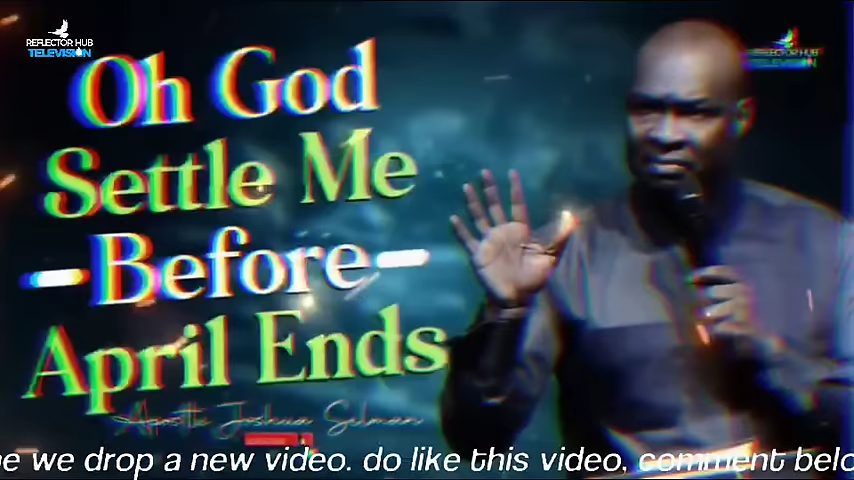 REFLECTOR HUB
TELEVISION
REFLECTOR HUB
TELEVISION
Oh God
Settle Me
Before
April Ends
Apostle Joshua Selman
we drop a new video. do like this video, comment